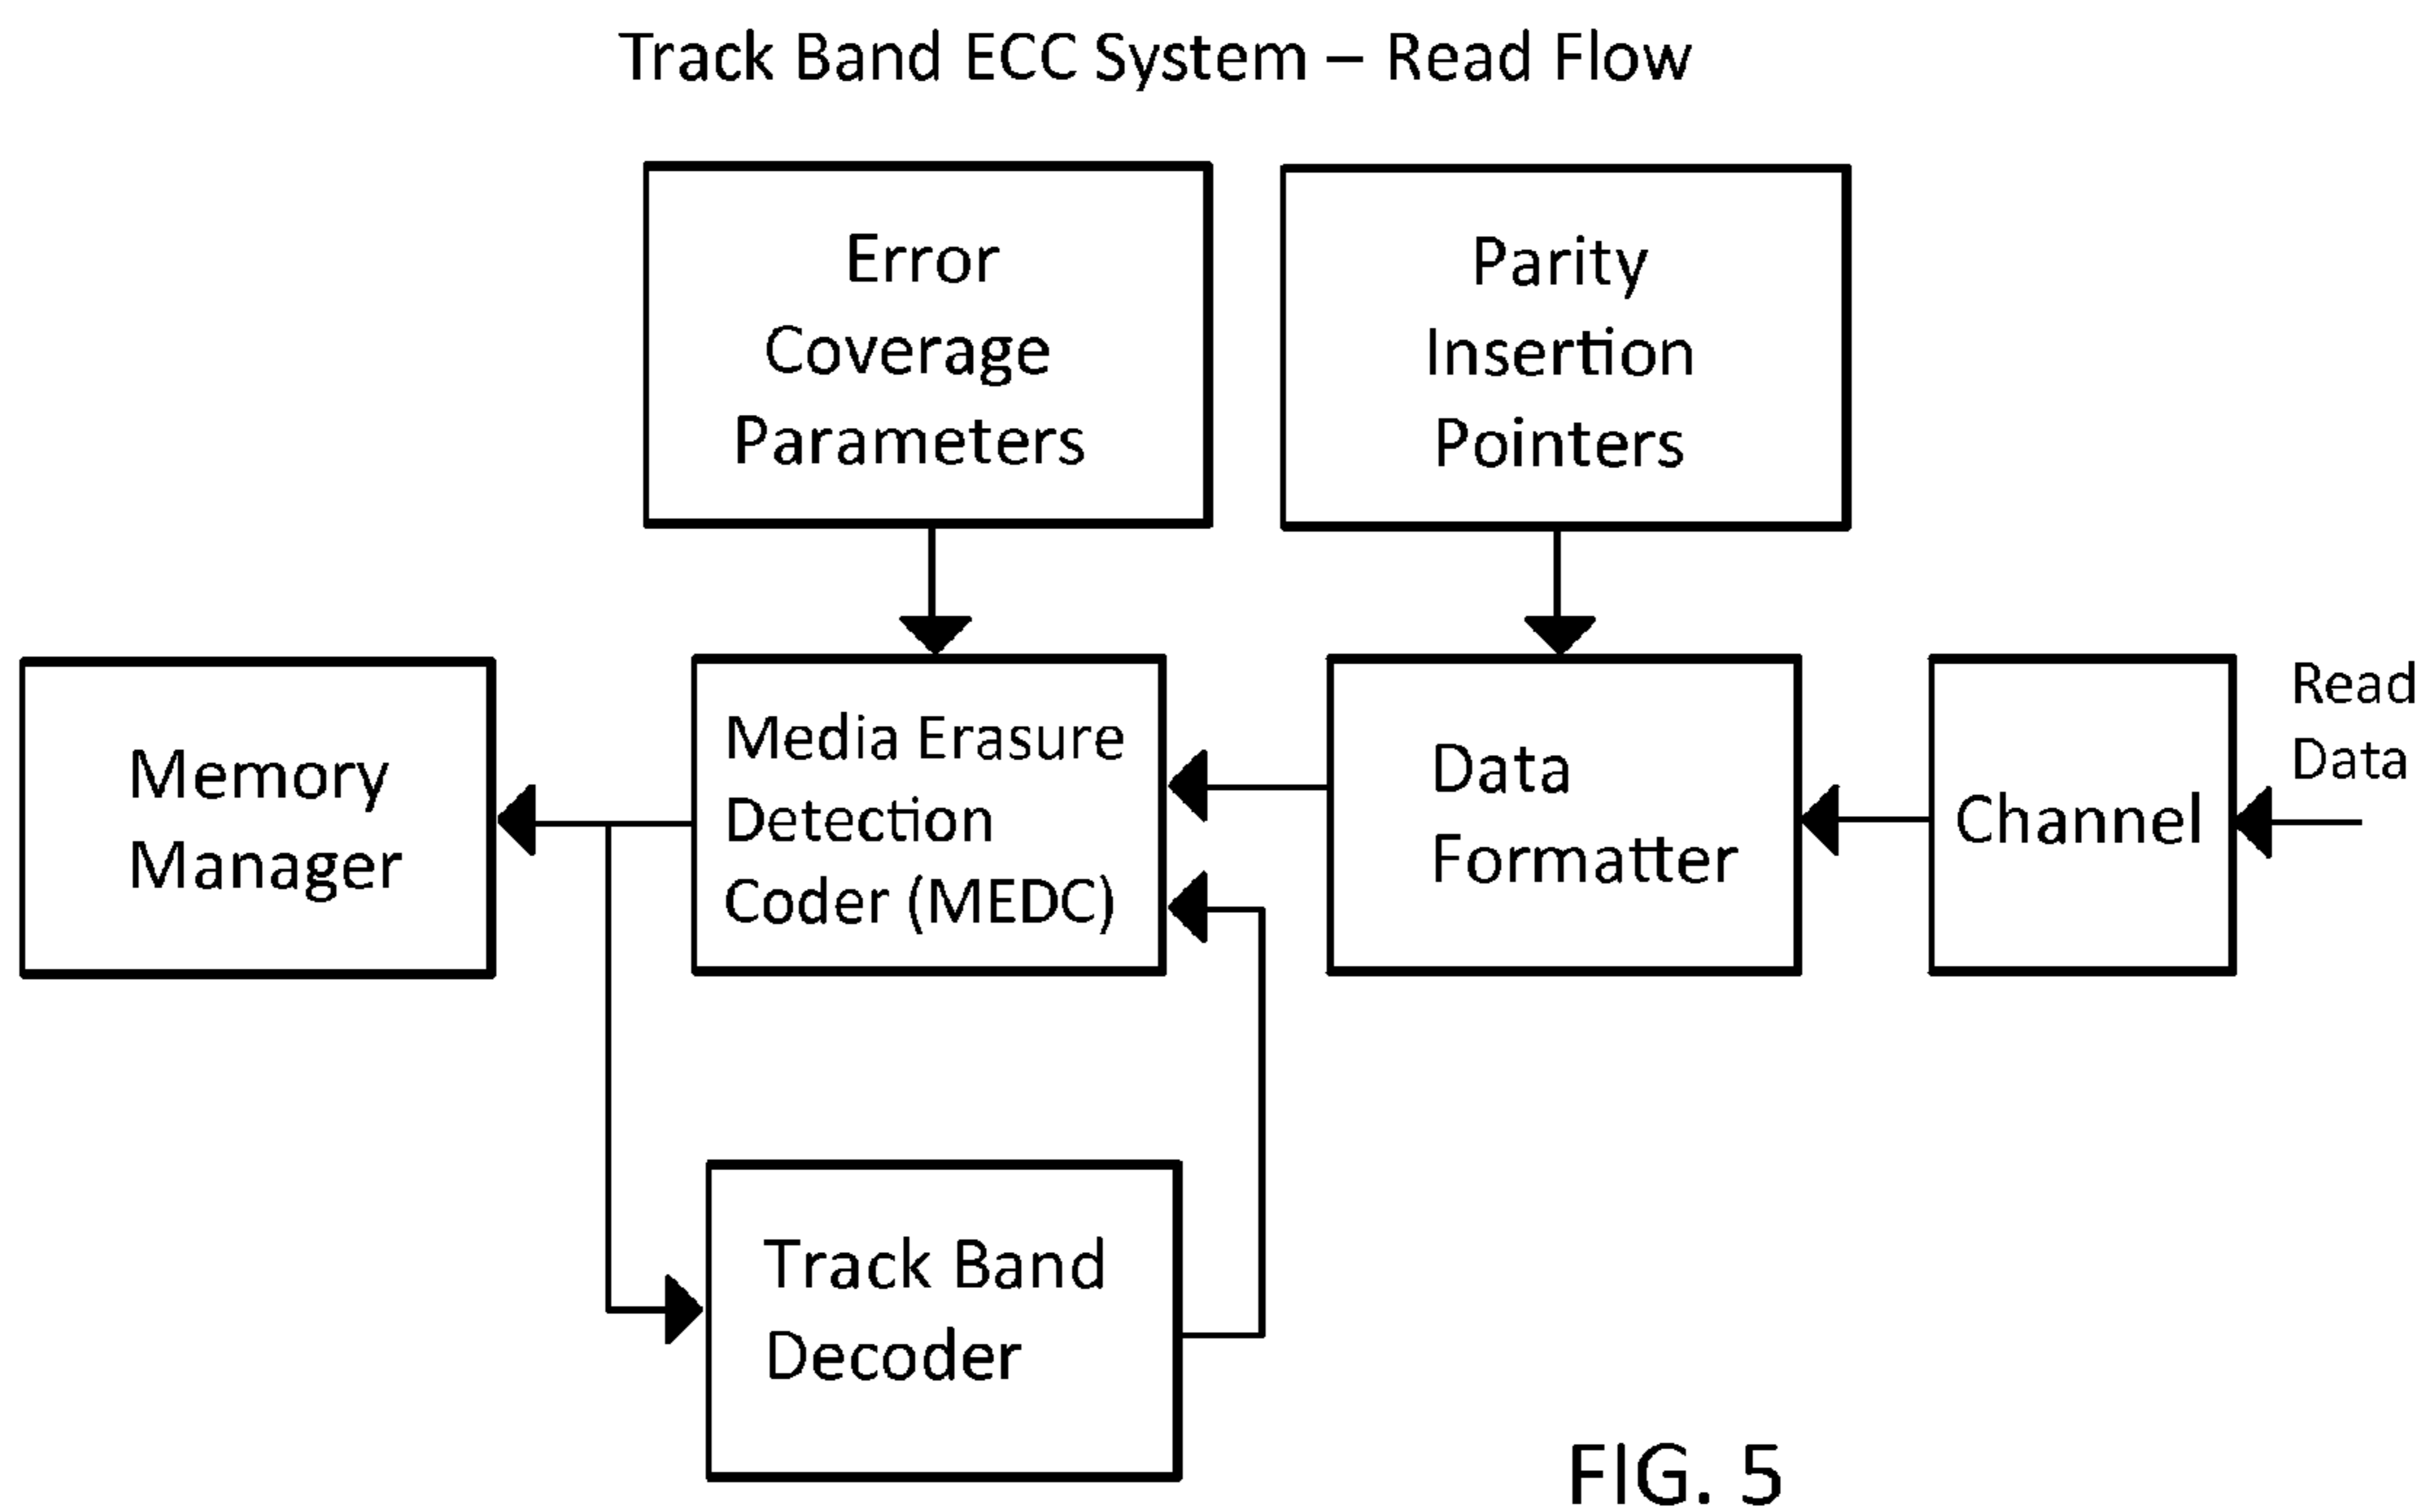 Track Band ECC System – Read Flow
Error
Coverage
Parameters
Parity
Insertion
Pointers
Memory
Manager
Media Erasure
Detection
Coder (MEDC)
Data
Formatter
Channel
Read
Data
Track Band
Decoder
FIG. 5